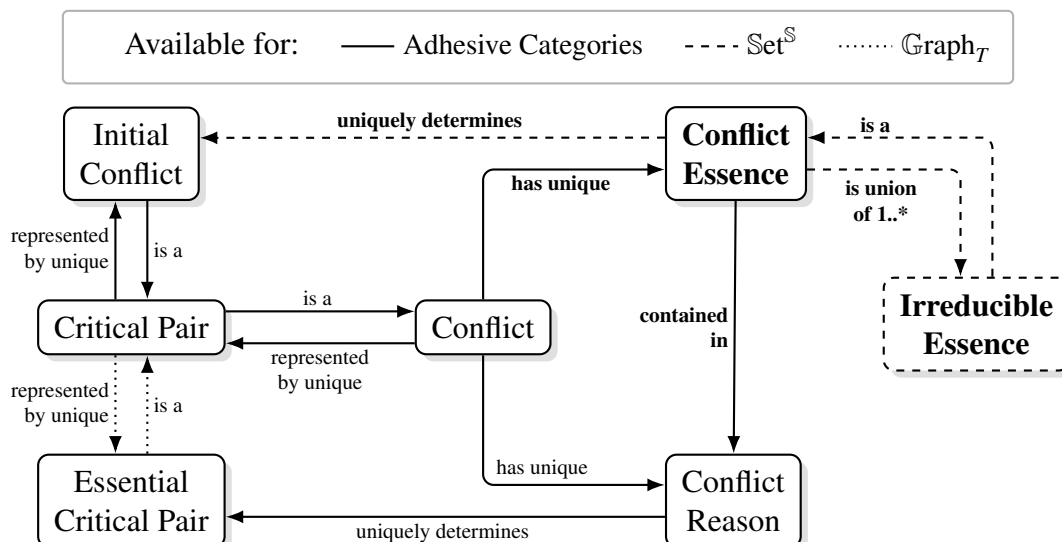 Available for: Adhesive Categories 𝕊et^𝕊 𝔾raph_T
Initial
Conflict
uniquely determines
Conflict
Essence
is a
has unique
is union
of 1..*
represented
by unique
is a
Critical Pair
is a
Conflict
represented
by unique
contained
in
Irreducible
Essence
represented
by unique
is a
Essential
Critical Pair
has unique
Conflict
Reason
uniquely determines